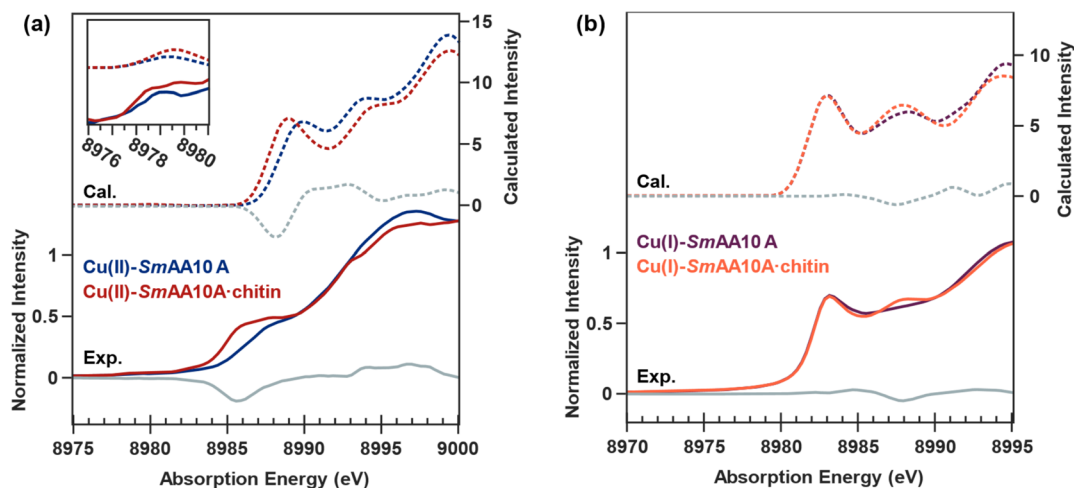 (a)
15
10
5
0
Calculated Intensity
8976
8978
8980
Cal.
1
0.5
0
Normalized Intensity
Cu(II)-SmAA10 A
Cu(II)-SmAA10A·chitin
Exp.
8975
8980
8985
8990
8995
9000
Absorption Energy (eV)
(b)
10
5
0
Calculated Intensity
Cal.
1
0.5
0
Normalized Intensity
Cu(I)-SmAA10 A
Cu(I)-SmAA10A·chitin
Exp.
8970
8975
8980
8985
8990
8995
Absorption Energy (eV)